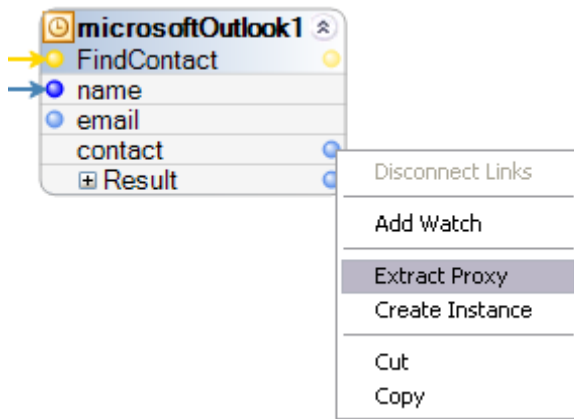 microsoftOutlook1
FindContact
name
email
contact
Result
Disconnect Links
Add Watch
Extract Proxy
Create Instance
Cut
Copy